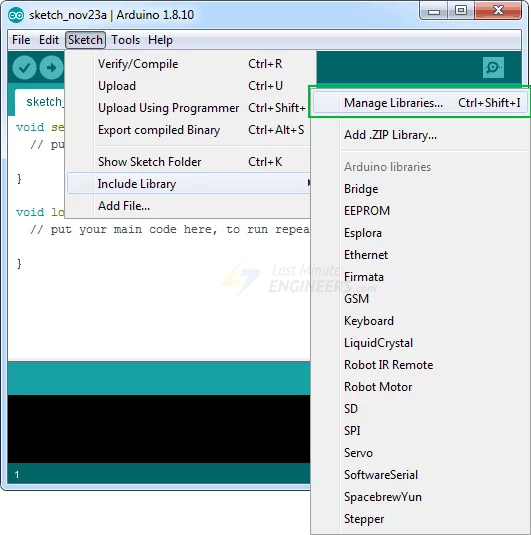 sketch_nov23a | Arduino 1.8.10
File Edit Sketch Tools Help
Verify/Compile Ctrl+R
Upload Ctrl+U
Upload Using Programmer Ctrl+Shift+
Export compiled Binary Ctrl+Alt+S
Show Sketch Folder Ctrl+K
Include Library
Add File...
sketch_
void se
// pu
}
void lo
// put your main code here, to run repea
}
Manage Libraries... Ctrl+Shift+I
Add .ZIP Library...
Arduino libraries
Bridge
EEPROM
Esplora
Ethernet
Firmata
GSM
Keyboard
LiquidCrystal
Robot IR Remote
Robot Motor
SD
SPI
Servo
SoftwareSerial
SpacebrewYun
Stepper
Last Minute
ENGINEERS.com
1